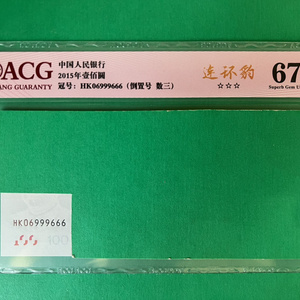 ACG
ANG GUARANTY
中国人民银行
2015年壹佰圆
冠号: HK06999666 (倒置号 数三)
连环豹
☆☆☆
67
Superb Gem U
HK06999666
100